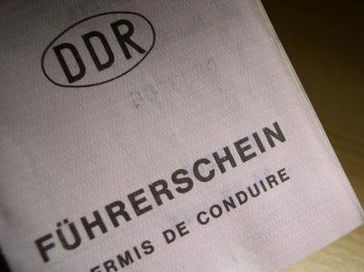 DDR
FÜHRERSCHEIN
ERMIS DE CONDUIRE